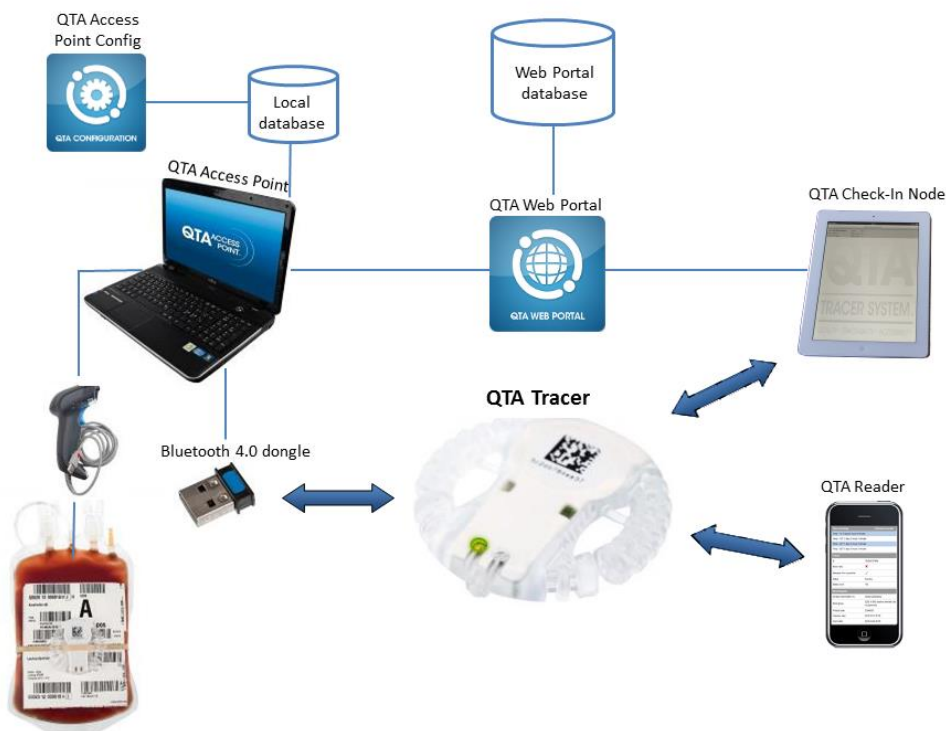 QTA Access
Point Config
QTA CONFIGURATION
Local
database
Web Portal
database
QTA Access Point
QTA ACCESS
POINT
QTA Web Portal
QTA WEB PORTAL
QTA Check-In Node
QTA
TRACER SYSTEM
QTA Tracer
Bluetooth 4.0 dongle
QTA Reader
A